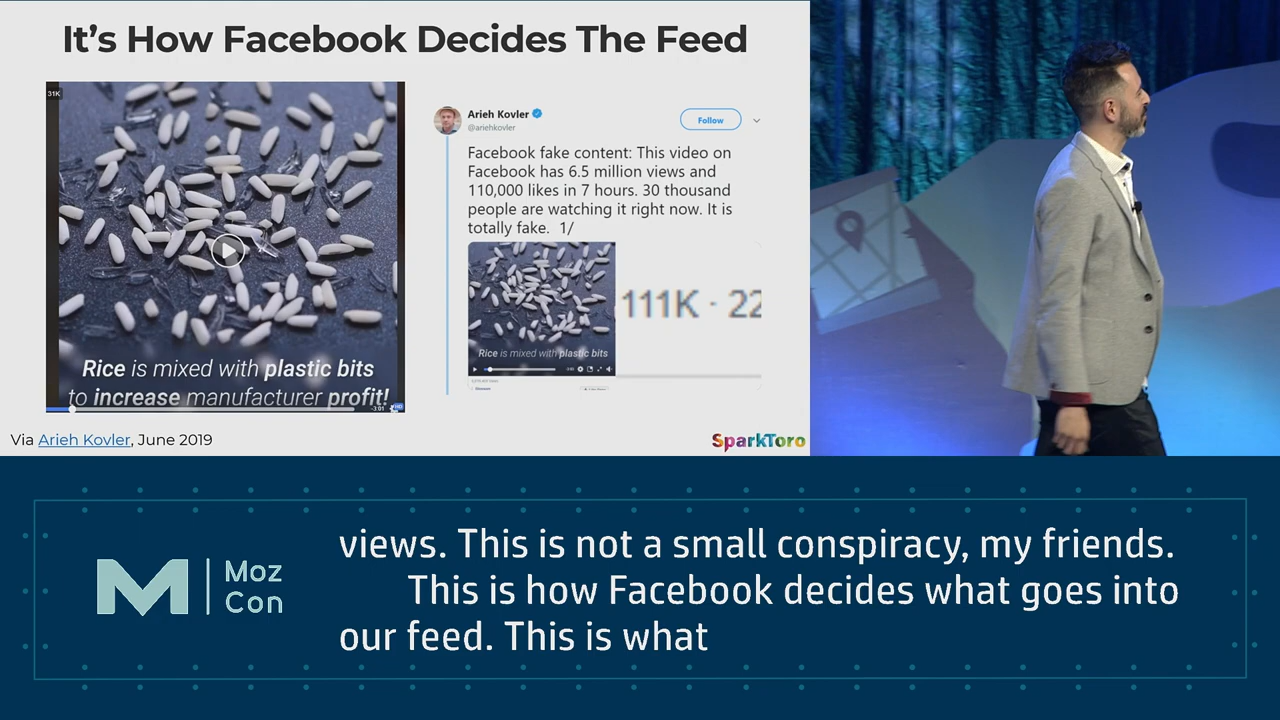 It's How Facebook Decides The Feed
31K
Rice is mixed with plastic bits
to increase manufacturer profit!
-3:01
HD
Arieh Kovler
@ariehkovler
Follow
Facebook fake content: This video on
Facebook has 6.5 million views and
110,000 likes in 7 hours. 30 thousand
people are watching it right now. It is
totally fake. 1/
Rice is mixed with plastic bits
111K · 22
Via Arieh Kovler, June 2019
SparkToro
Moz
Con
views. This is not a small conspiracy, my friends.
This is how Facebook decides what goes into
our feed. This is what